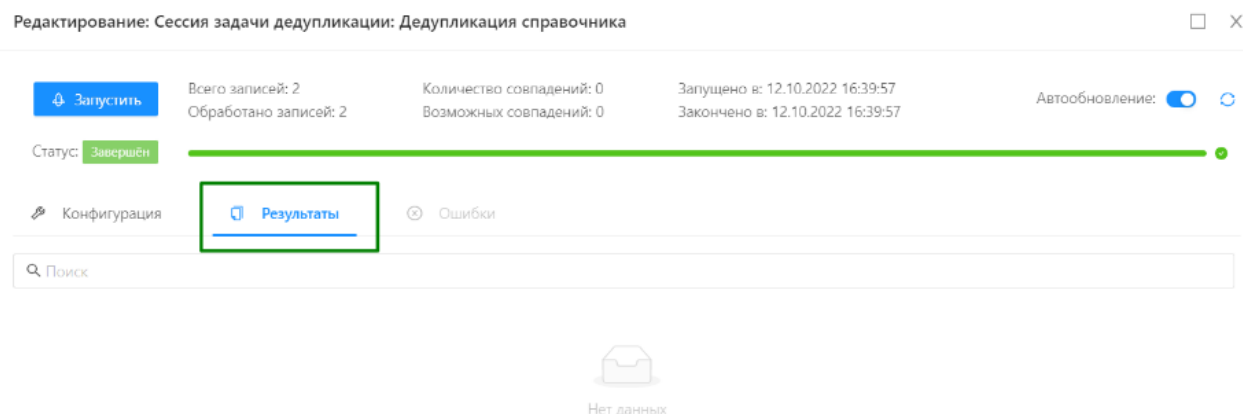 Редактирование: Сессия задачи дедупликации: Дедупликация справочника
Запустить
Всего записей: 2
Обработано записей: 2
Количество совпадений: 0
Возможных совпадений: 0
Запущено в: 12.10.2022 16:39:57
Закончено в: 12.10.2022 16:39:57
Автообновление:
Статус: Завершён
Конфигурация
Результаты
Ошибки
Поиск
Нет данных